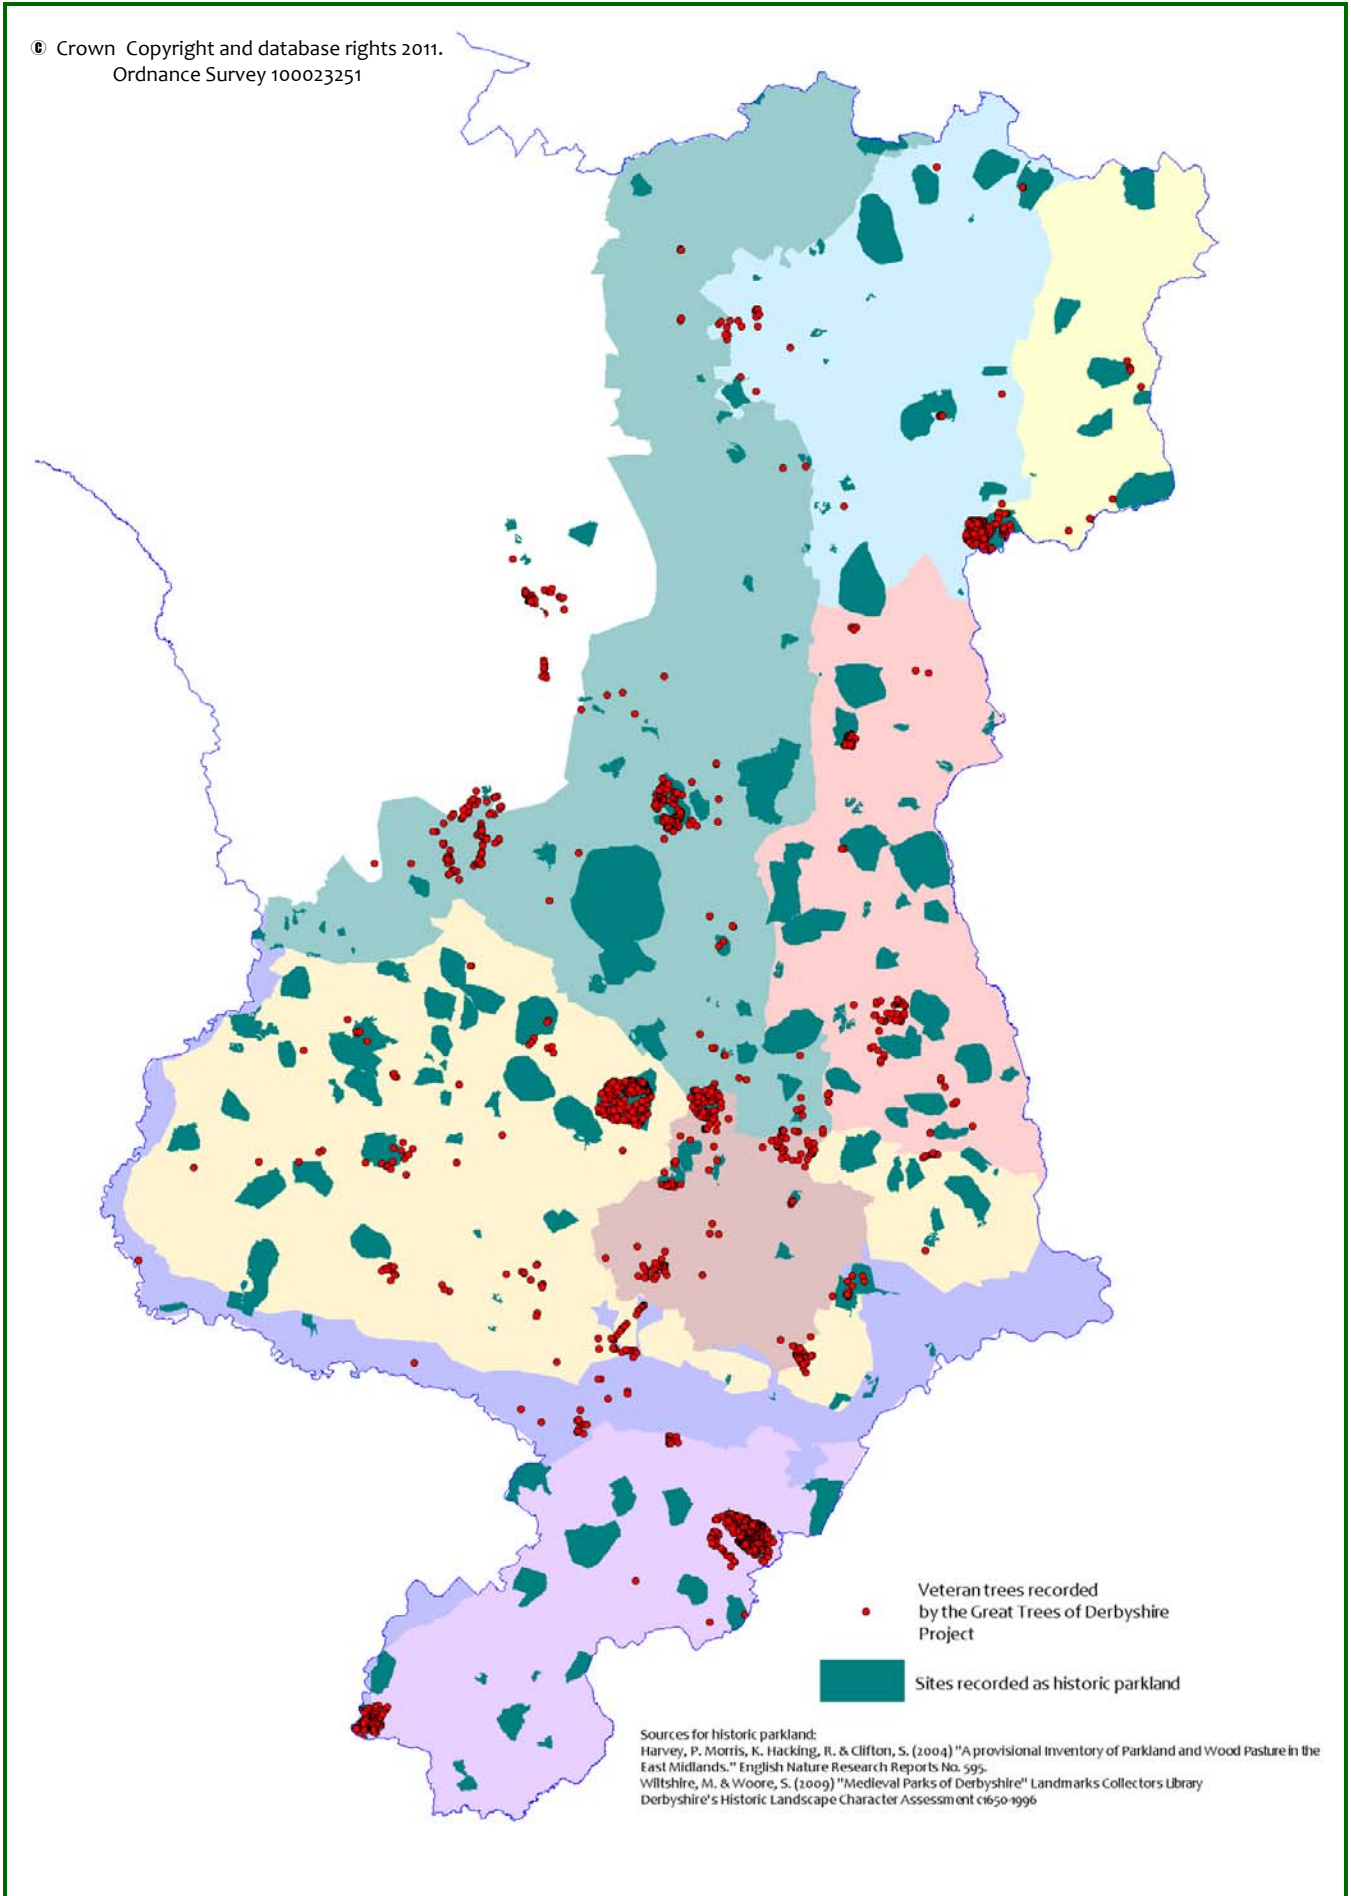 © Crown Copyright and database rights 2011.
Ordnance Survey 100023251
Veteran trees recorded
by the Great Trees of Derbyshire
Project
Sites recorded as historic parkland
Sources for historic parkland:
Harvey, P. Morris, K. Hacking, R. & Clifton, S. (2004) "A provisional Inventory of Parkland and Wood Pasture in the
East Midlands." English Nature Research Reports No. 595.
Wiltshire, M. & Woore, S. (2009) "Medieval Parks of Derbyshire" Landmarks Collectors Library
Derbyshire's Historic Landscape Character Assessment c1650-1996